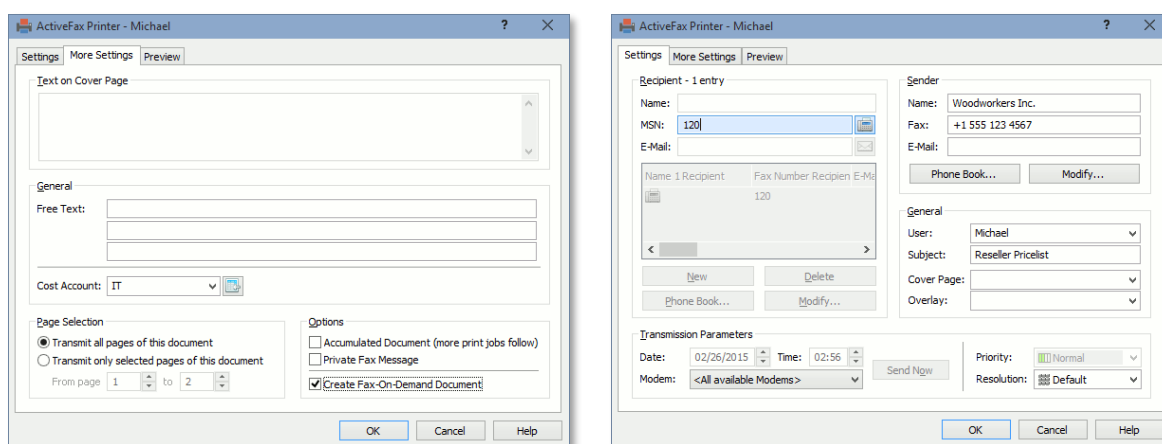 ActiveFax Printer - Michael
Settings More Settings Preview
Text on Cover Page
General
Free Text:
Cost Account: IT
Page Selection
Transmit all pages of this document
Transmit only selected pages of this document
From page 1 to 2
Options
Accumulated Document (more print jobs follow)
Private Fax Message
Create Fax-On-Demand Document
OK Cancel Help
ActiveFax Printer - Michael
Settings More Settings Preview
Recipient - 1 entry
Name:
MSN: 120
E-Mail:
Name 1 Recipient Fax Number Recipien E-Ma
120
New Delete
Phone Book... Modify...
Sender
Name: Woodworkers Inc.
Fax: +1 555 123 4567
E-Mail:
Phone Book... Modify...
General
User: Michael
Subject: Reseller Pricelist
Cover Page:
Overlay:
Transmission Parameters
Date: 02/26/2015 Time: 02:56
Modem: <All available Modems>
Send Now
Priority: Normal
Resolution: Default
OK Cancel Help